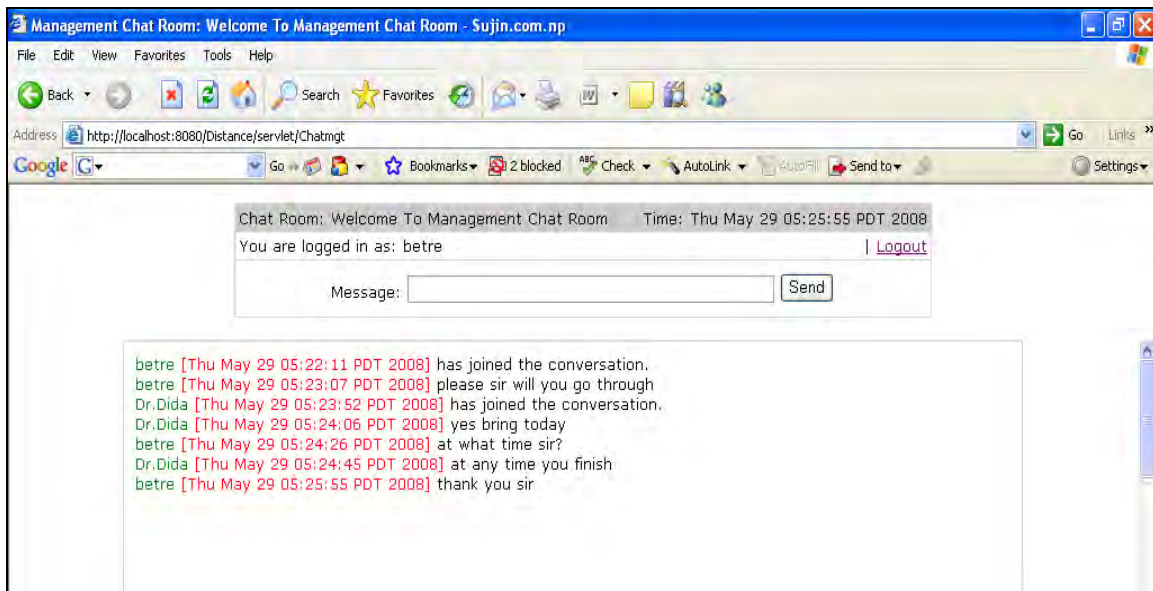 Management Chat Room: Welcome To Management Chat Room - Sujin.com.np
File Edit View Favorites Tools Help
Back Search Favorites
Address http://localhost:8080/Distance/servlet/Chatmgt Go Links »
Google G Go Bookmarks 2 blocked ABC Check AutoLink AutoFill Send to Settings
Chat Room: Welcome To Management Chat Room Time: Thu May 29 05:25:55 PDT 2008
You are logged in as: betre | Logout
Message: Send
betre [Thu May 29 05:22:11 PDT 2008] has joined the conversation.
betre [Thu May 29 05:23:07 PDT 2008] please sir will you go through
Dr.Dida [Thu May 29 05:23:52 PDT 2008] has joined the conversation.
Dr.Dida [Thu May 29 05:24:06 PDT 2008] yes bring today
betre [Thu May 29 05:24:26 PDT 2008] at what time sir?
Dr.Dida [Thu May 29 05:24:45 PDT 2008] at any time you finish
betre [Thu May 29 05:25:55 PDT 2008] thank you sir